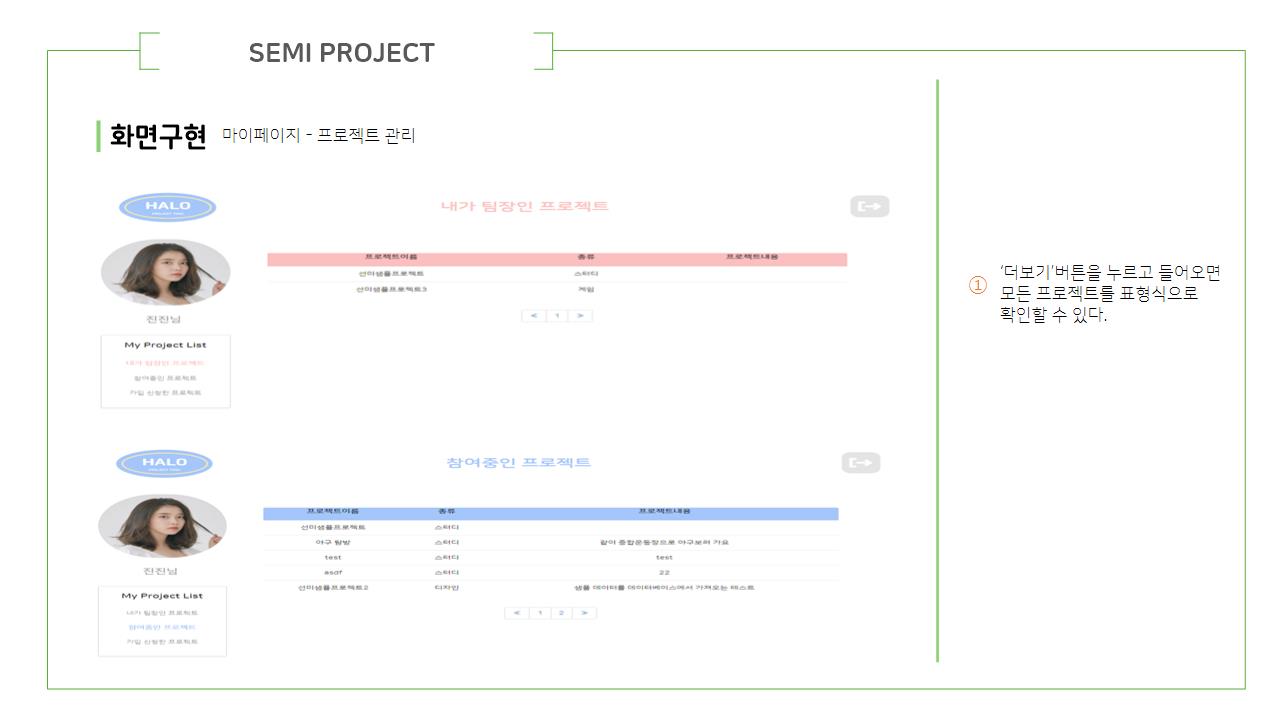 SEMI PROJECT
화면구현 마이페이지 - 프로젝트 관리
HALO
PROJECT TING
내가 팀장인 프로젝트
진진님
My Project List
내가 팀장인 프로젝트
참여중인 프로젝트
가입 신청한 프로젝트
프로젝트이름 종류 프로젝트내용
선미샘플프로젝트 스터디
선미샘플프로젝트3 게임
< 1 >
HALO
PROJECT TING
참여중인 프로젝트
진진님
My Project List
내가 팀장인 프로젝트
참여중인 프로젝트
가입 신청한 프로젝트
프로젝트이름 종류 프로젝트내용
선미샘플프로젝트 스터디
야구 탐방 스터디 같이 종합운동장으로 야구보러 가요
test 스터디 test
asdf 스터디 22
선미샘플프로젝트2 디자인 샘플 데이터를 데이터베이스에서 가져오는 테스트
< 1 2 >
① '더보기'버튼을 누르고 들어오면
모든 프로젝트를 표형식으로
확인할 수 있다.